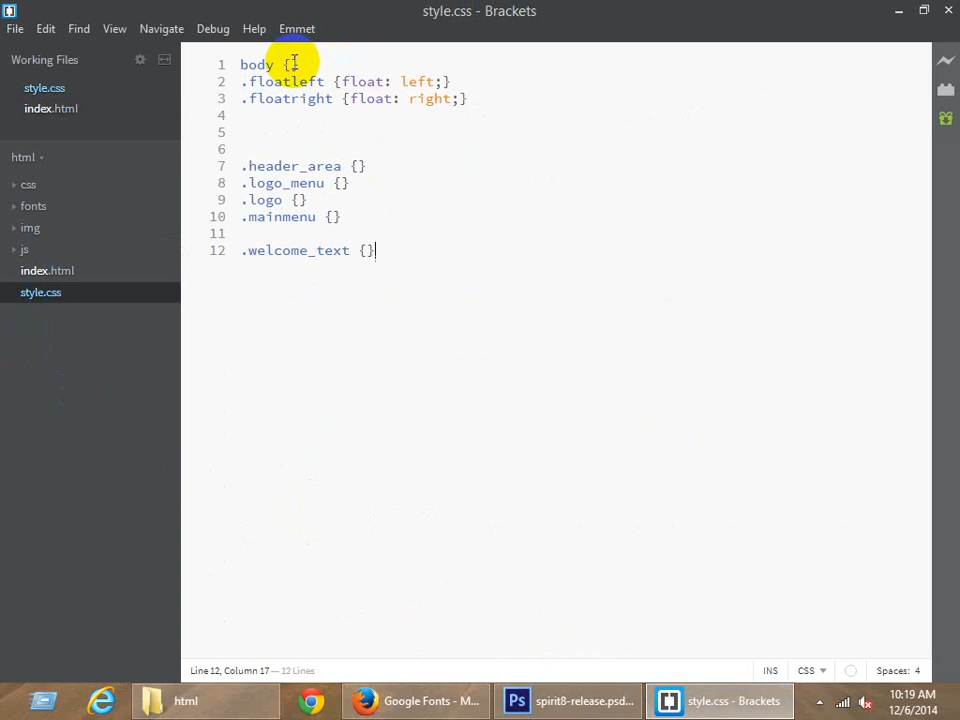 style.css - Brackets
File Edit Find View Navigate Debug Help Emmet
Working Files
style.css
index.html
html
css
fonts
img
js
index.html
style.css
1 body {}
2 .floatleft {float: left;}
3 .floatright {float: right;}
4
5
6
7 .header_area {}
8 .logo_menu {}
9 .logo {}
10 .mainmenu {}
11
12 .welcome_text {}
Line 12, Column 17 — 12 Lines
INS CSS Spaces: 4
html
Google Fonts - M...
Ps spirit8-release.psd...
style.css - Brackets
10:19 AM
12/6/2014